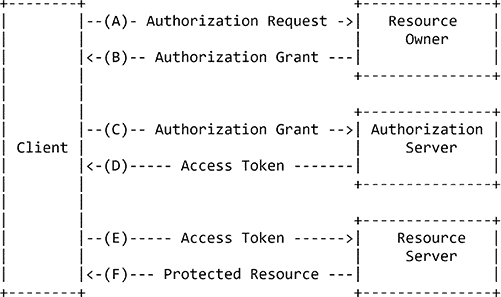 --(A)- Authorization Request ->
Resource
Owner
<-(B)-- Authorization Grant ---
--(C)-- Authorization Grant -->
Authorization
Server
Client
<-(D)----- Access Token -------
--(E)----- Access Token ------>
Resource
Server
<-(F)--- Protected Resource ---